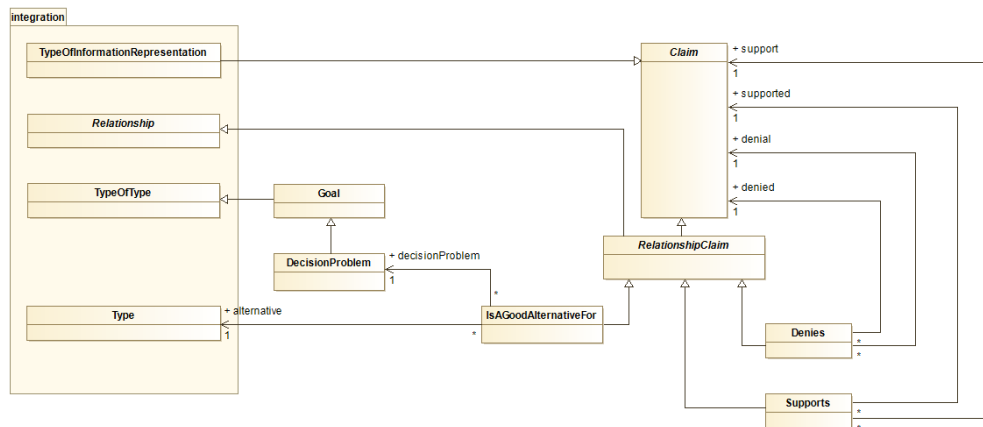 integration
TypeOfInformationRepresentation
Claim
+ support
1
+ supported
1
Relationship
+ denial
1
TypeOfType
Goal
+ denied
1
RelationshipClaim
DecisionProblem
+ decisionProblem
1
*
Type
+ alternative
1
IsAGoodAlternativeFor
*
Denies
*
*
Supports
*
*